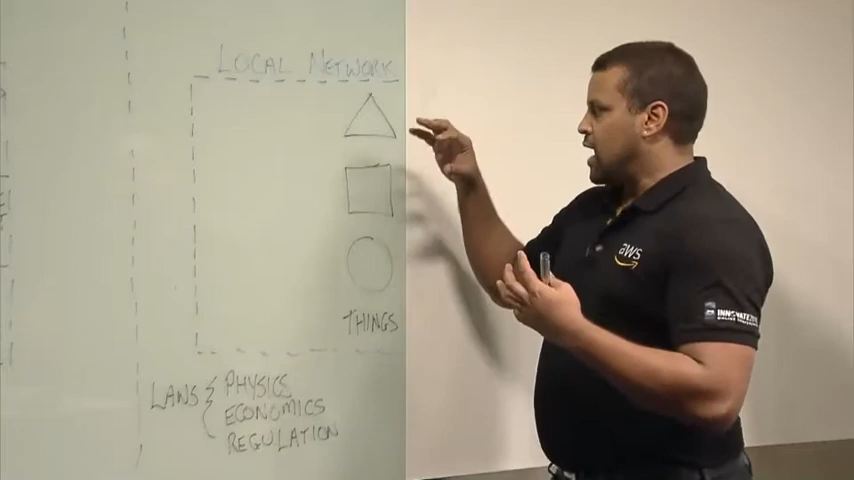 LOCAL NETWORK
THINGS
LAWS { PHYSICS
ECONOMICS
REGULATION
aws